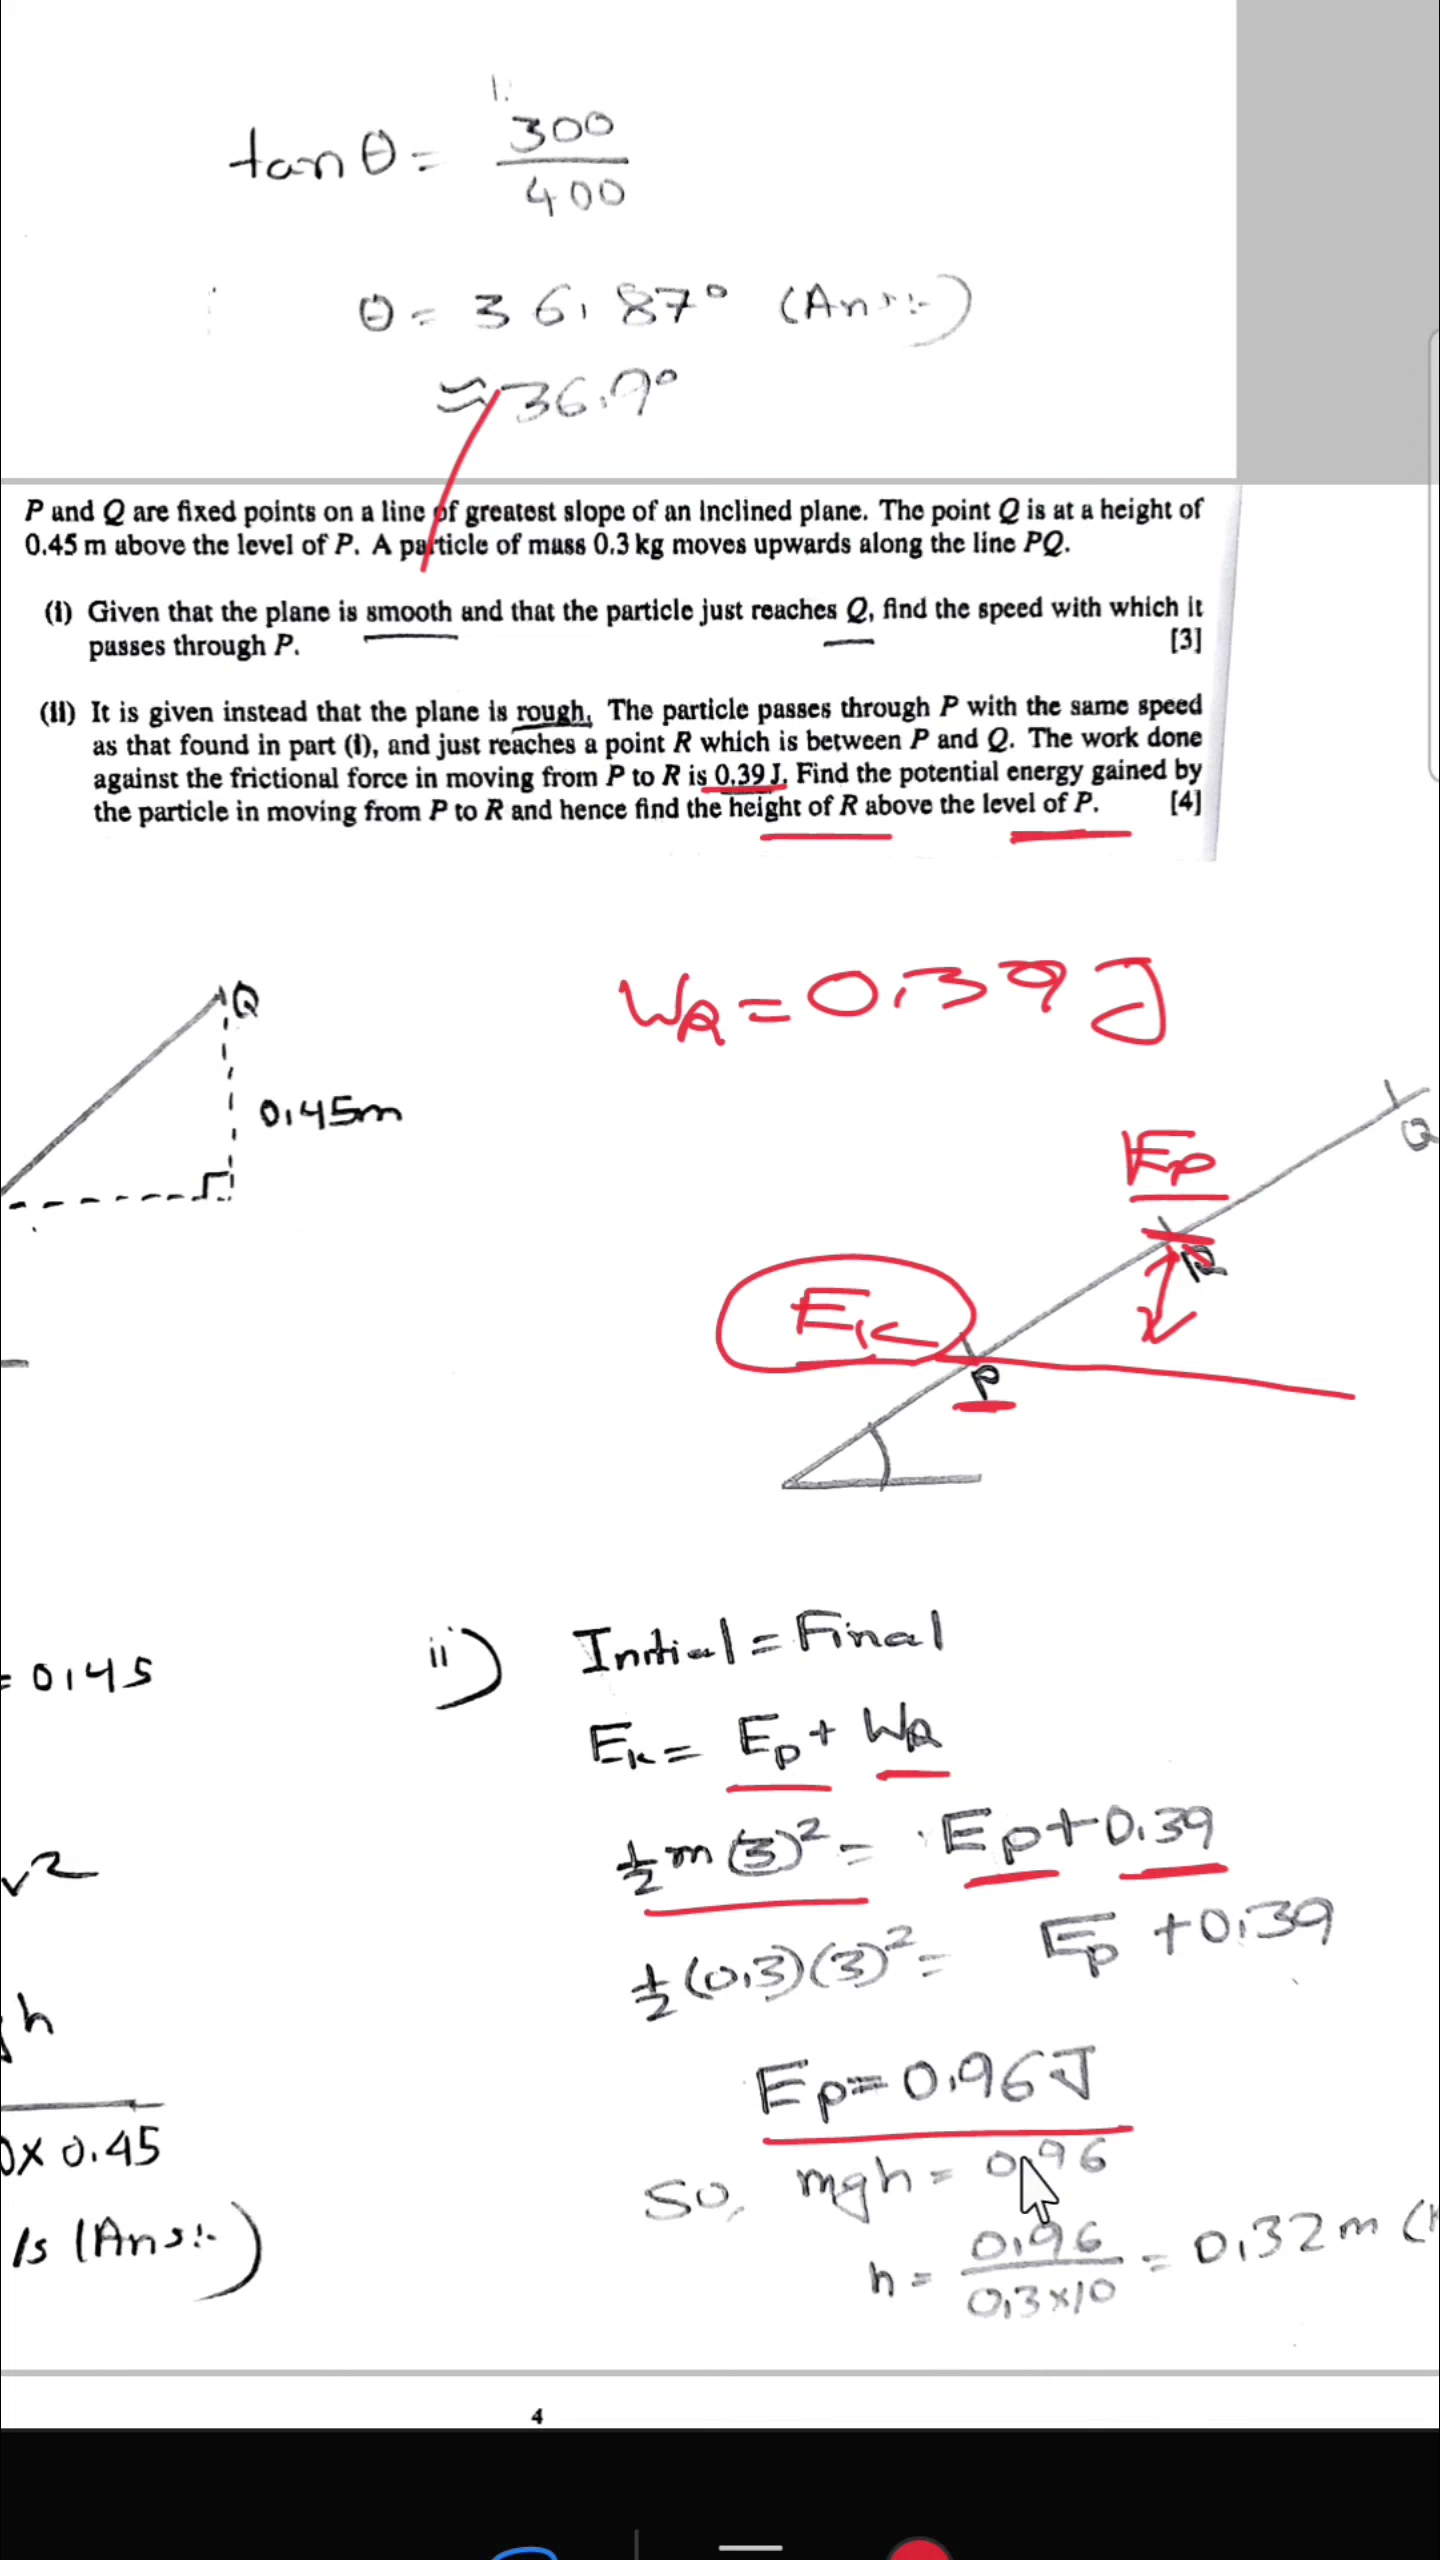 tan θ = 300/400
θ = 36.87° (Ans:-)
≈ 36.9°
P and Q are fixed points on a line of greatest slope of an inclined plane. The point Q is at a height of
0.45 m above the level of P. A particle of mass 0.3 kg moves upwards along the line PQ.
(i) Given that the plane is smooth and that the particle just reaches Q, find the speed with which it
passes through P. [3]
(ii) It is given instead that the plane is rough. The particle passes through P with the same speed
as that found in part (i), and just reaches a point R which is between P and Q. The work done
against the frictional force in moving from P to R is 0.39 J. Find the potential energy gained by
the particle in moving from P to R and hence find the height of R above the level of P. [4]
Q
0.45m
WR = 0.39 J
Q
Ep
R
Ek
P
= 0.45
v2
h
0 x 0.45
/s (Ans:-)
ii) Initial = Final
Ek = Ep + WR
½m(3)² = Ep + 0.39
½(0.3)(3)² = Ep + 0.39
Ep = 0.96J
So, mgh = 0.96
h = 0.96/0.3×10 = 0.32m (
4